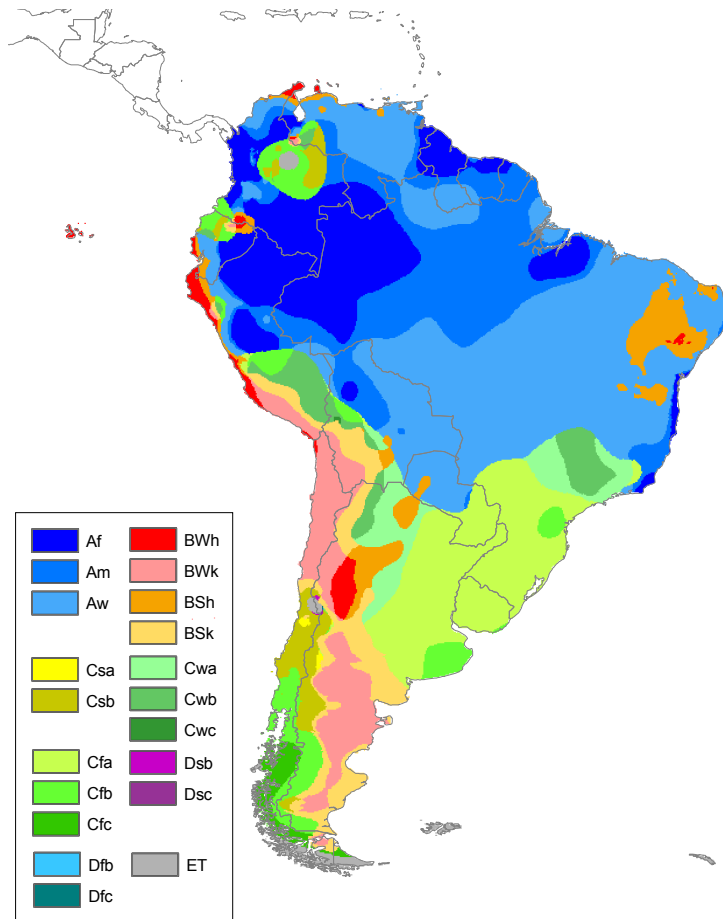 Af
BWh
Am
BWk
Aw
BSh
BSk
Csa
Cwa
Csb
Cwb
Cwc
Cfa
Dsb
Cfb
Dsc
Cfc
Dfb
ET
Dfc